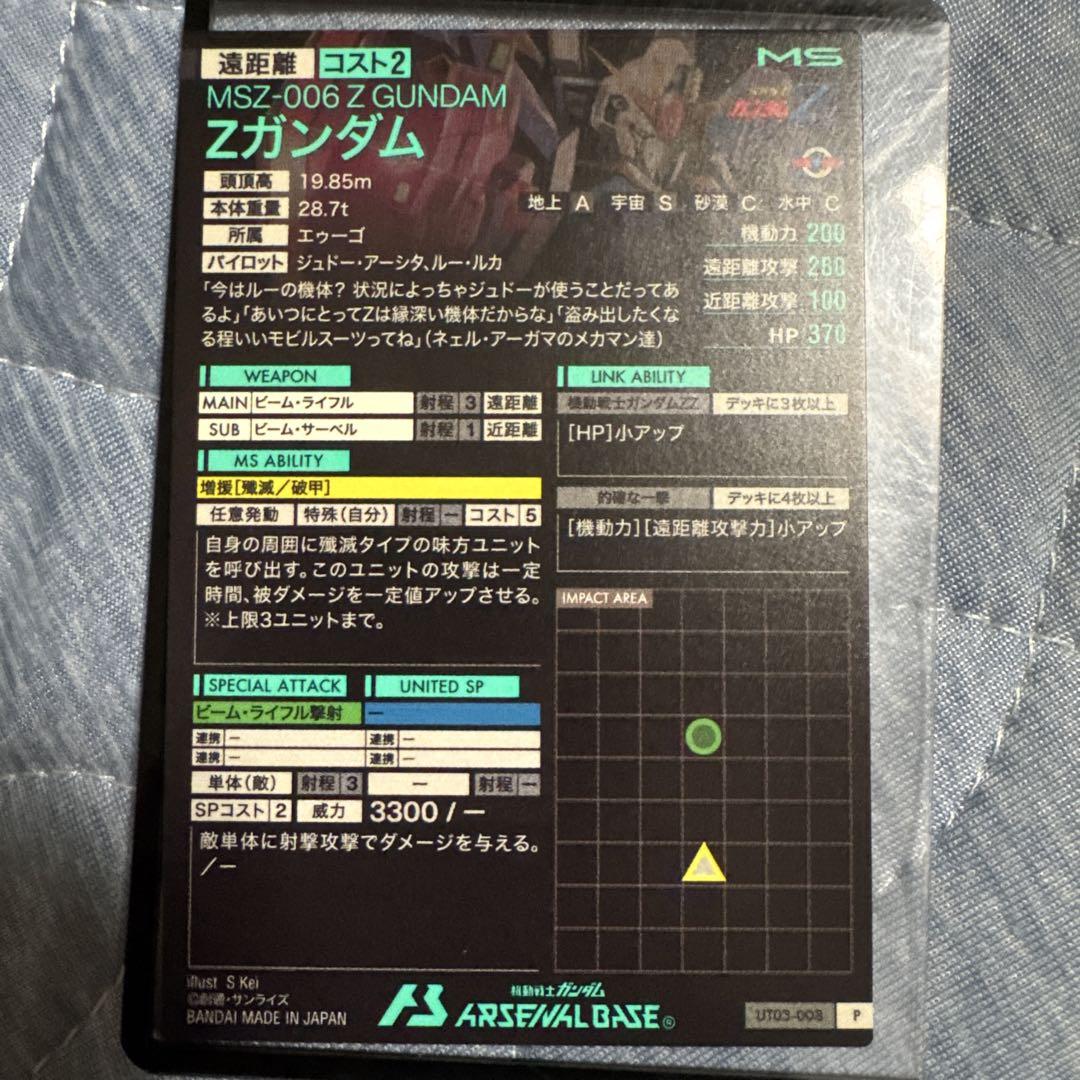 遠距離 コスト2
MS
MSZ-006 Z GUNDAM
Zガンダム
頭頂高 19.85m
本体重量 28.7t
所属 エゥーゴ
パイロット ジュドー・アーシタ、ルー・ルカ
地上 A 宇宙 S 砂漠 C 水中 C
機動力 200
遠距離攻撃 280
近距離攻撃 100
HP 370
「今はルーの機体? 状況によっちゃジュドーが使うことだってあ
るよ」「あいつにとってZは縁深い機体だからな」「盗み出したくな
る程いいモビルスーツってね」(ネェル・アーガマのメカマン達)
WEAPON
MAIN ビーム・ライフル 射程 3 遠距離
SUB ビーム・サーベル 射程 1 近距離
MS ABILITY
増援[殲滅/破甲]
任意発動 特殊(自分) 射程 ー コスト 5
自身の周囲に殲滅タイプの味方ユニット
を呼び出す。このユニットの攻撃は一定
時間、被ダメージを一定値アップさせる。
※上限3ユニットまで。
LINK ABILITY
機動戦士ガンダムZZ デッキに3枚以上
[HP]小アップ
的確な一撃 デッキに4枚以上
[機動力][遠距離攻撃力]小アップ
IMPACT AREA
SPECIAL ATTACK UNITED SP
ビーム・ライフル撃射 ー
連携 ー 連携 ー
連携 ー 連携 ー
単体(敵) 射程 3 ー 射程 ー
SPコスト 2 威力 3300 / ー
敵単体に射撃攻撃でダメージを与える。
/ー
Illust S Kei
©創通・サンライズ
BANDAI MADE IN JAPAN
機動戦士ガンダム
ARSENAL BASE®
UT03-008 P